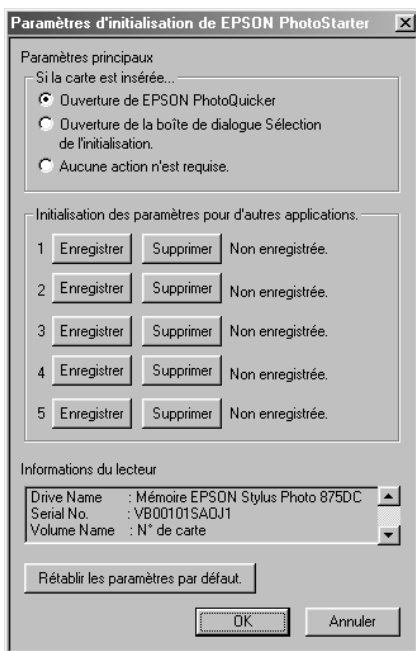 Paramètres d'initialisation de EPSON PhotoStarter
Paramètres principaux
Si la carte est insérée...
Ouverture de EPSON PhotoQuicker
Ouverture de la boîte de dialogue Sélection
de l'initialisation.
Aucune action n'est requise.
Initialisation des paramètres pour d'autres applications.
1 Enregistrer Supprimer Non enregistrée.
2 Enregistrer Supprimer Non enregistrée.
3 Enregistrer Supprimer Non enregistrée.
4 Enregistrer Supprimer Non enregistrée.
5 Enregistrer Supprimer Non enregistrée.
Informations du lecteur
Drive Name : Mémoire EPSON Stylus Photo 875DC
Serial No. : VB00101SAOJ1
Volume Name : N° de carte
Rétablir les paramètres par défaut.
OK Annuler